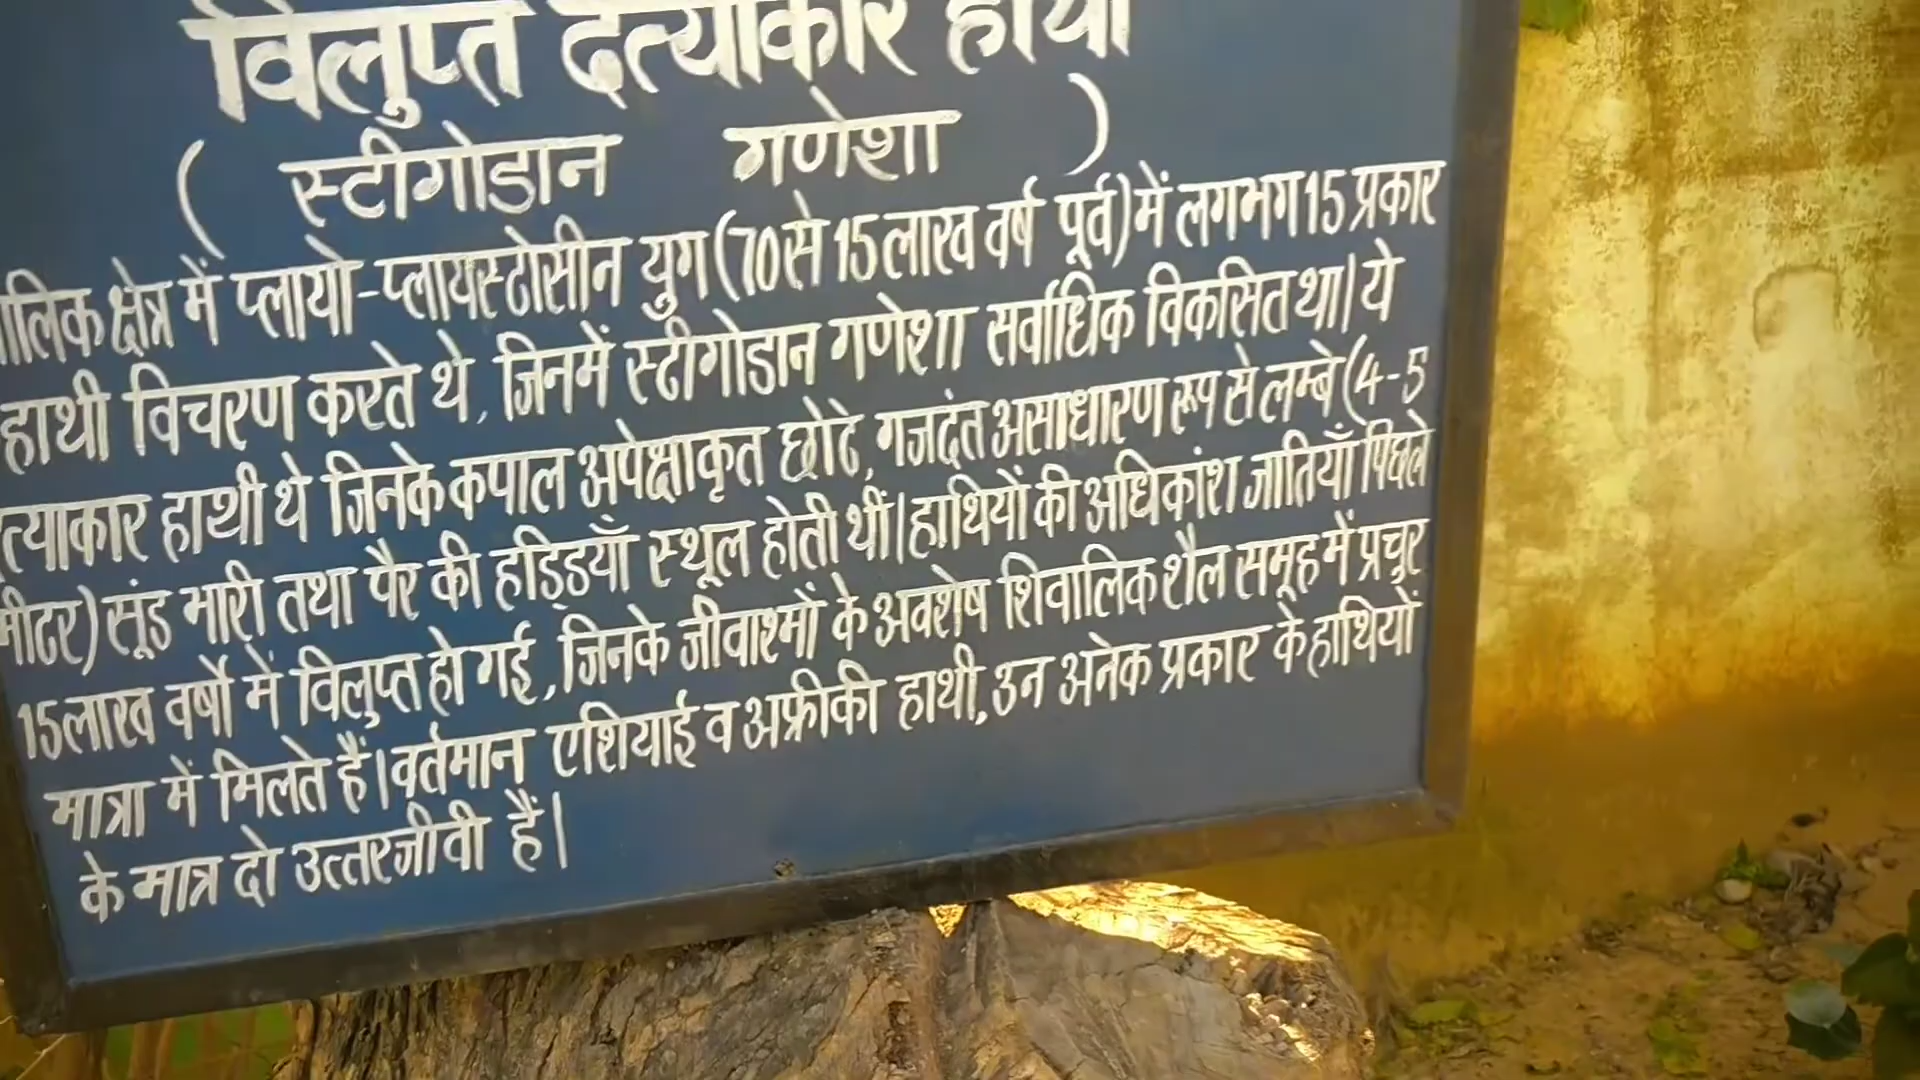 विलुप्त दैत्याकार हाथी
( स्टीगोडान गणेशा )
क्षेत्र में प्लायो-प्लायस्टोसीन युग (70 से 15 लाख वर्ष पूर्व) में लगभग 15 प्रकार
हाथी विचरण करते थे, जिनमें स्टीगोडान गणेशा सर्वाधिक विकसित था। ये
हाथी थे जिनके कपाल अपेक्षाकृत छोटे, गजदंत असाधारण रूप से लम्बे (4-5
मीटर) सूंड भारी तथा पैर की हड्डियाँ स्थूल होती थीं। हाथियों की अधिकांश जातियाँ पिछले
15 लाख वर्षों में विलुप्त हो गई, जिनके जीवाश्मों के अवशेष शिवालिक शैल समूह में प्रचुर
मात्रा में मिलते हैं। वर्तमान एशियाई व अफ्रीकी हाथी, उन अनेक प्रकार के हाथियों
के मात्र दो उत्तरजीवी हैं।